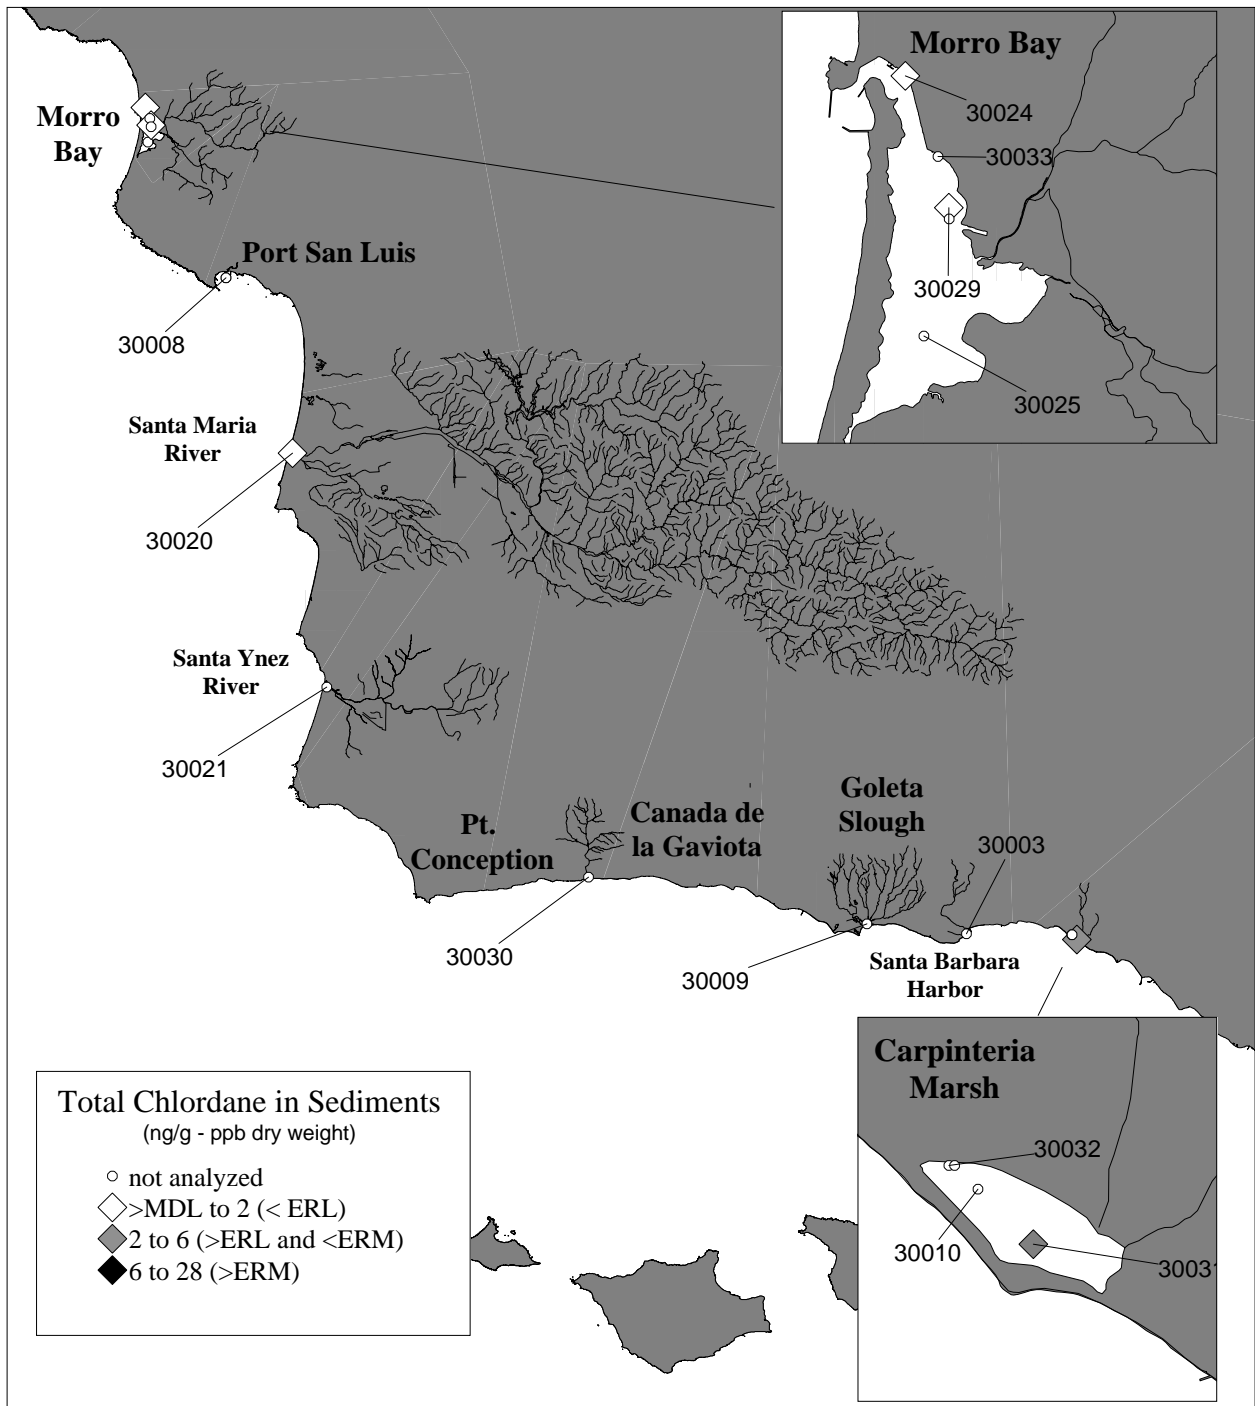 Morro Bay
30024
30033
30029
30025
Morro
Bay
Port San Luis
30008
Santa Maria
River
30020
Santa Ynez
River
30021
Pt.
Conception
Canada de
la Gaviota
Goleta
Slough
30003
30030
30009
Santa Barbara
Harbor
Carpinteria
Marsh
30032
30010
3003
Total Chlordane in Sediments
(ng/g - ppb dry weight)
not analyzed
>MDL to 2 (< ERL)
2 to 6 (>ERL and <ERM)
6 to 28 (>ERM)